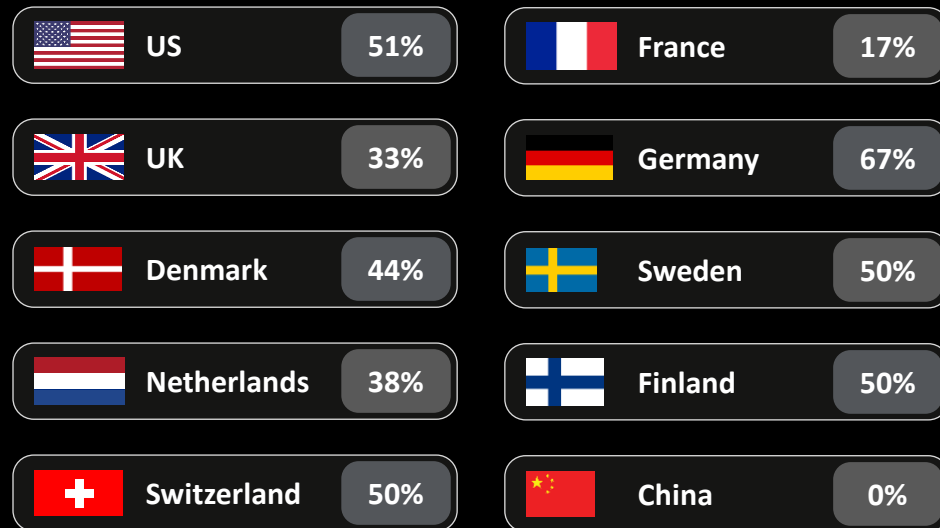 US 51%
France 17%
UK 33%
Germany 67%
Denmark 44%
Sweden 50%
Netherlands 38%
Finland 50%
Switzerland 50%
China 0%